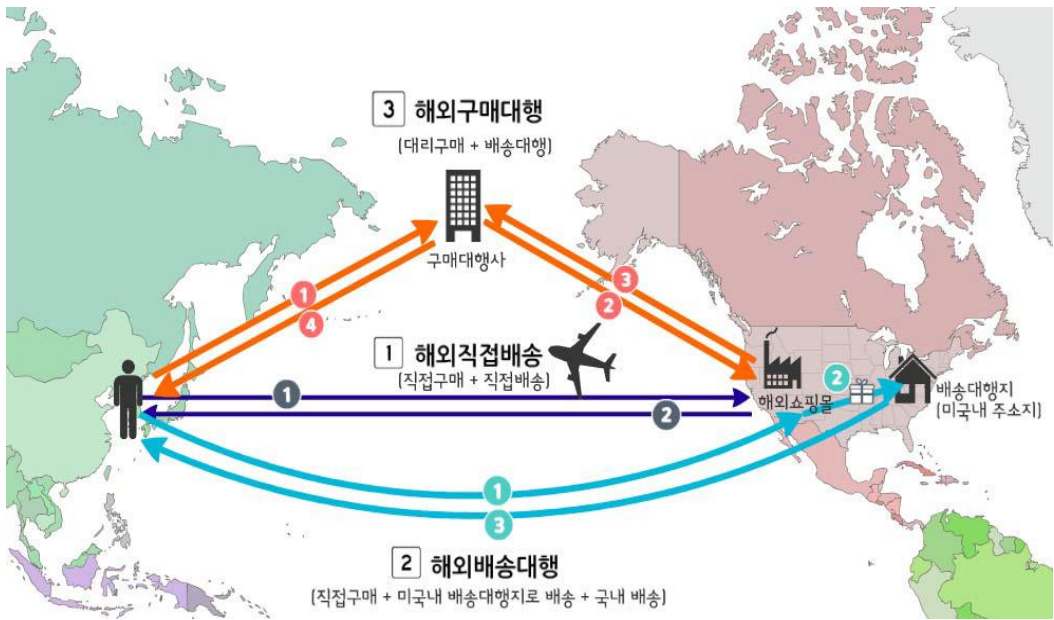 3 해외구매대행
(대리구매 + 배송대행)
구매대행사
1
4
3
2
1 해외직접배송
(직접구매 + 직접배송)
1
2
해외쇼핑몰
2
배송대행지
(미국내 주소지)
1
3
2 해외배송대행
(직접구매 + 미국내 배송대행지로 배송 + 국내 배송)